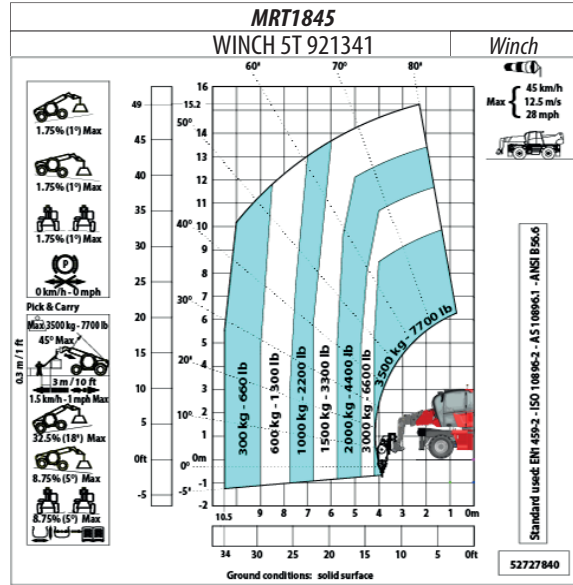 MRT1845
WINCH 5T 921341
Winch
1.75% (1°) Max
1.75% (1°) Max
1.75% (1°) Max
(P)
0 km/h - 0 mph
Pick & Carry
Max 3500 kg - 7700 lb
45° Max
0.3 m / 1 ft
3 m / 10 ft
1.5 km/h - 1 mph Max
32.5% (18°) Max
8.75% (5°) Max
8.75% (5°) Max
49
45
40
35
30
25
20
15
10
5
0ft
-5
16
15.2
14
13
12
11
10
9
8
7
6
5
4
3
2
1
0m
-1
-2
60°
70°
80°
50°
40°
30°
20°
10°
0°
-5°
300 kg - 660 lb
600 kg - 1300 lb
1000 kg - 2200 lb
1500 kg - 3300 lb
2000 kg - 4400 lb
3000 kg - 6600 lb
3500 kg - 7700 lb
10.5 9 8 7 6 5 4 3 2 1 0m
34 30 25 20 15 10 5 0ft
Ground conditions: solid surface
45 km/h
Max { 12.5 m/s
28 mph
Standard used: EN1 459-2 - ISO 10896-2 - AS 10896.1 - ANSI B56.6
52727840